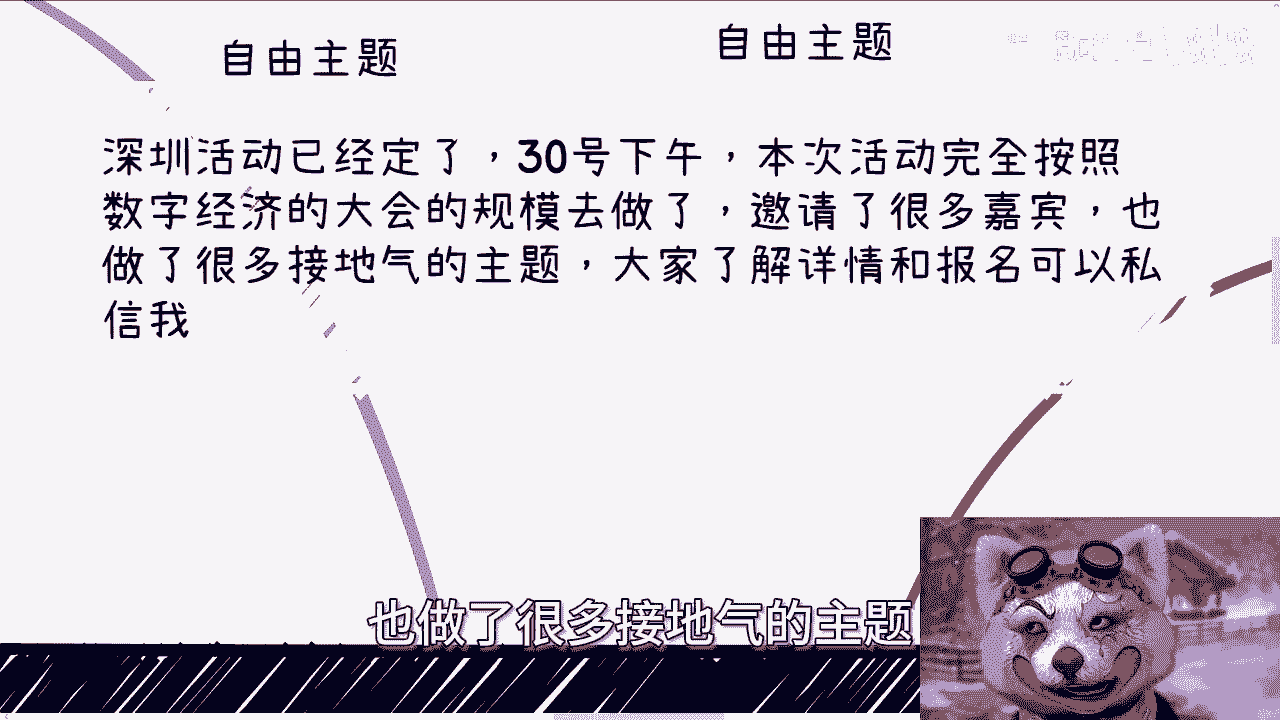 自由主题
自由主题
深圳活动已经定了，30号下午，本次活动完全按照
数字经济的大会的规模去做了，邀请了很多嘉宾，也
做了很多接地气的主题，大家了解详情和报名可以私
信我
也做了很多接地气的主题